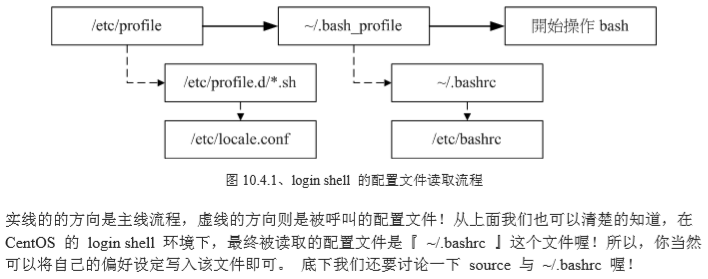 /etc/profile
~/.bash_profile
開始操作 bash
/etc/profile.d/*.sh
~/.bashrc
/etc/locale.conf
/etc/bashrc
图 10.4.1、login shell 的配置文件读取流程
实线的的方向是主线流程，虚线的方向则是被呼叫的配置文件！从上面我们也可以清楚的知道，在
CentOS 的 login shell 环境下，最终被读取的配置文件是『 ~/.bashrc 』这个文件喔！所以，你当然
可以将自己的偏好设定写入该文件即可。 底下我们还要讨论一下 source 与 ~/.bashrc 喔！